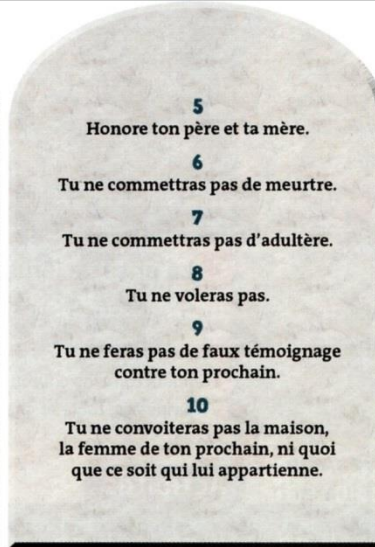 5
Honore ton père et ta mère.
6
Tu ne commettras pas de meurtre.
7
Tu ne commettras pas d'adultère.
8
Tu ne voleras pas.
9
Tu ne feras pas de faux témoignage
contre ton prochain.
10
Tu ne convoiteras pas la maison,
la femme de ton prochain, ni quoi
que ce soit qui lui appartienne.